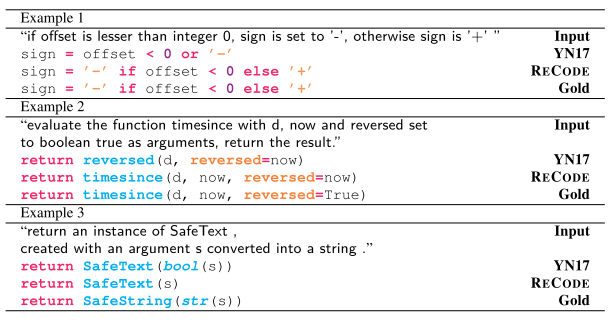 Example 1
“if offset is lesser than integer 0, sign is set to '-', otherwise sign is '+' ” Input
sign = offset < 0 or '-' YN17
sign = '-' if offset < 0 else '+' RECODE
sign = '-' if offset < 0 else '+' Gold
Example 2
“evaluate the function timesince with d, now and reversed set Input
to boolean true as arguments, return the result.”
return reversed(d, reversed=now) YN17
return timesince(d, now, reversed=now) RECODE
return timesince(d, now, reversed=True) Gold
Example 3
“return an instance of SafeText , Input
created with an argument s converted into a string .”
return SafeText(bool(s)) YN17
return SafeText(s) RECODE
return SafeString(str(s)) Gold